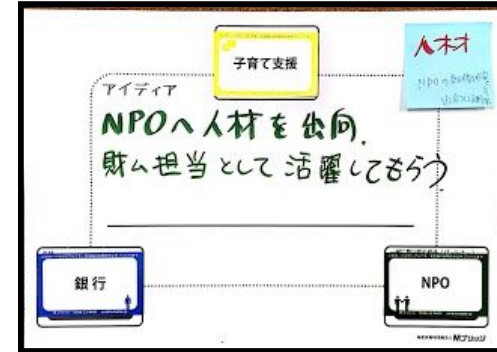 子育て支援
人材
アイディア
NPOへ人材を出向.
財ム担当として活躍してもらう
銀行
NPO